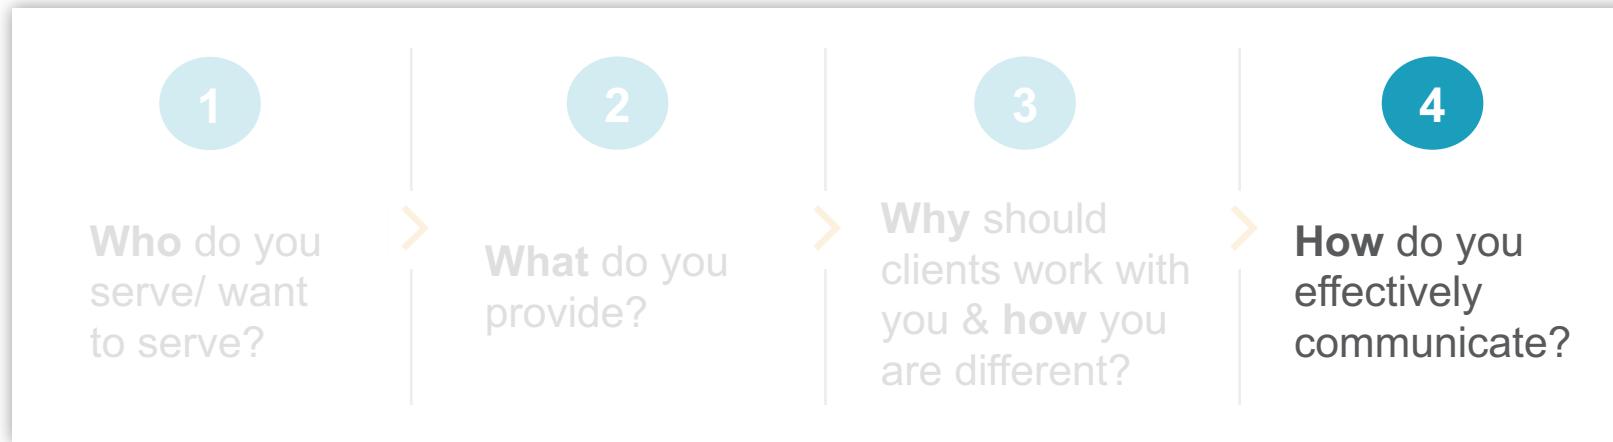 1
Who do you
serve/ want
to serve?
2
What do you
provide?
3
Why should
clients work with
you & how you
are different?
4
How do you
effectively
communicate?